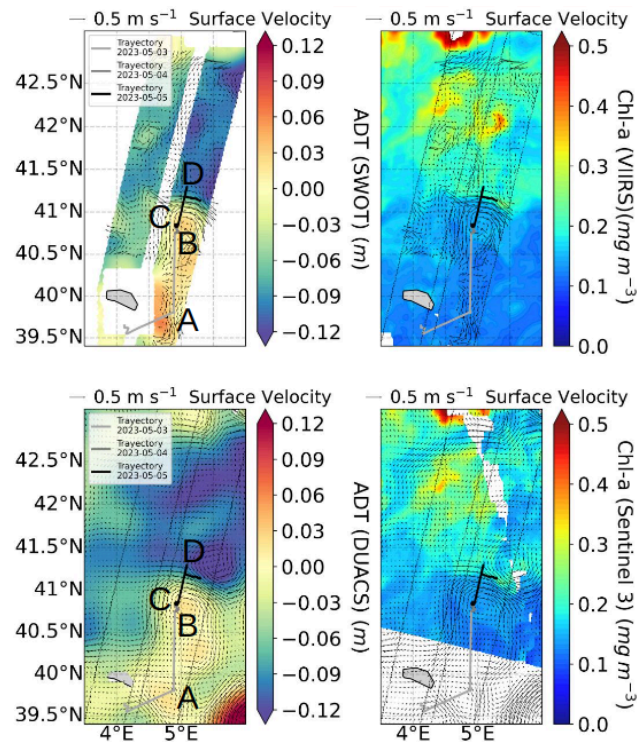 0.5 m s⁻¹ Surface Velocity
Trayectory
2023-05-03
Trayectory
2023-05-04
Trayectory
2023-05-05
42.5°N
42°N
41.5°N
41°N
40.5°N
40°N
39.5°N
D
C
B
A
0.12
0.09
0.06
0.03
0.00
−0.03
−0.06
−0.09
−0.12
ADT (SWOT) (m)
0.5 m s⁻¹ Surface Velocity
0.5
0.4
0.3
0.2
0.1
0.0
Chl-a (VIIRS)(mg m⁻³)
0.5 m s⁻¹ Surface Velocity
Trayectory
2023-05-03
Trayectory
2023-05-04
Trayectory
2023-05-05
42.5°N
42°N
41.5°N
41°N
40.5°N
40°N
39.5°N
D
C
B
A
4°E 5°E
0.12
0.09
0.06
0.03
0.00
−0.03
−0.06
−0.09
−0.12
ADT (DUACS) (m)
0.5 m s⁻¹ Surface Velocity
4°E 5°E
0.5
0.4
0.3
0.2
0.1
0.0
Chl-a (Sentinel 3) (mg m⁻³)